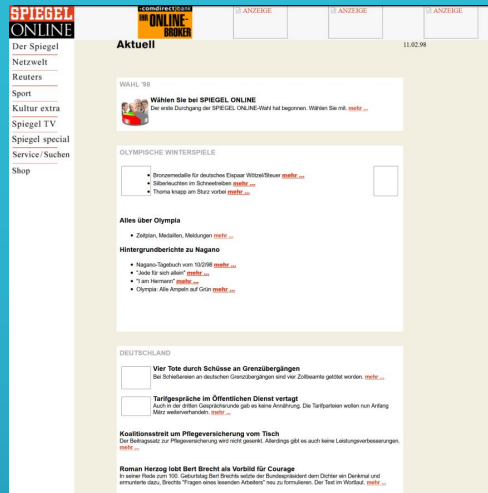 SPIEGEL
ONLINE
-comdirect bank
IHR ONLINE-
BROKER
ANZEIGE
ANZEIGE
ANZEIGE
Der Spiegel
Netzwelt
Reuters
Sport
Kultur extra
Spiegel TV
Spiegel special
Service/Suchen
Shop
Aktuell
11.02.98
WAHL '98
Wählen Sie bei SPIEGEL ONLINE
Der erste Durchgang der SPIEGEL ONLINE-Wahl hat begonnen. Wählen Sie mit. mehr ...
OLYMPISCHE WINTERSPIELE
Bronzemedaille für deutsches Eispaar Wötzel/Steuer mehr ...
Silberleuchten im Schneetreiben mehr ...
Thoma knapp am Sturz vorbei mehr ...
Alles über Olympia
Zeitplan, Medaillen, Meldungen mehr ...
Hintergrundberichte zu Nagano
Nagano-Tagebuch vom 10/2/98 mehr ...
"Jede für sich allein" mehr ...
"I am Hermann" mehr ...
Olympia: Alle Ampeln auf Grün mehr ...
DEUTSCHLAND
Vier Tote durch Schüsse an Grenzübergängen
Bei Schießereien an deutschen Grenzübergängen sind vier Zollbeamte getötet worden. mehr ...
Tarifgespräche im Öffentlichen Dienst vertagt
Auch in der dritten Gesprächsrunde gab es keine Annährung. Die Tarifparteien wollen nun Anfang
März weiterverhandeln. mehr ...
Koalitionsstreit um Pflegeversicherung vom Tisch
Der Beitragssatz zur Pflegeversicherung wird nicht gesenkt. Allerdings gibt es auch keine Leistungsverbesserungen.
mehr ...
Roman Herzog lobt Bert Brecht als Vorbild für Courage
In seiner Rede zum 100. Geburtstag Bert Brechts setzte der Bundespräsident dem Dichter ein Denkmal und
ermunterte dazu, Brechts "Fragen eines lesenden Arbeiters" neu zu formulieren. Der Text im Wortlaut. mehr ...